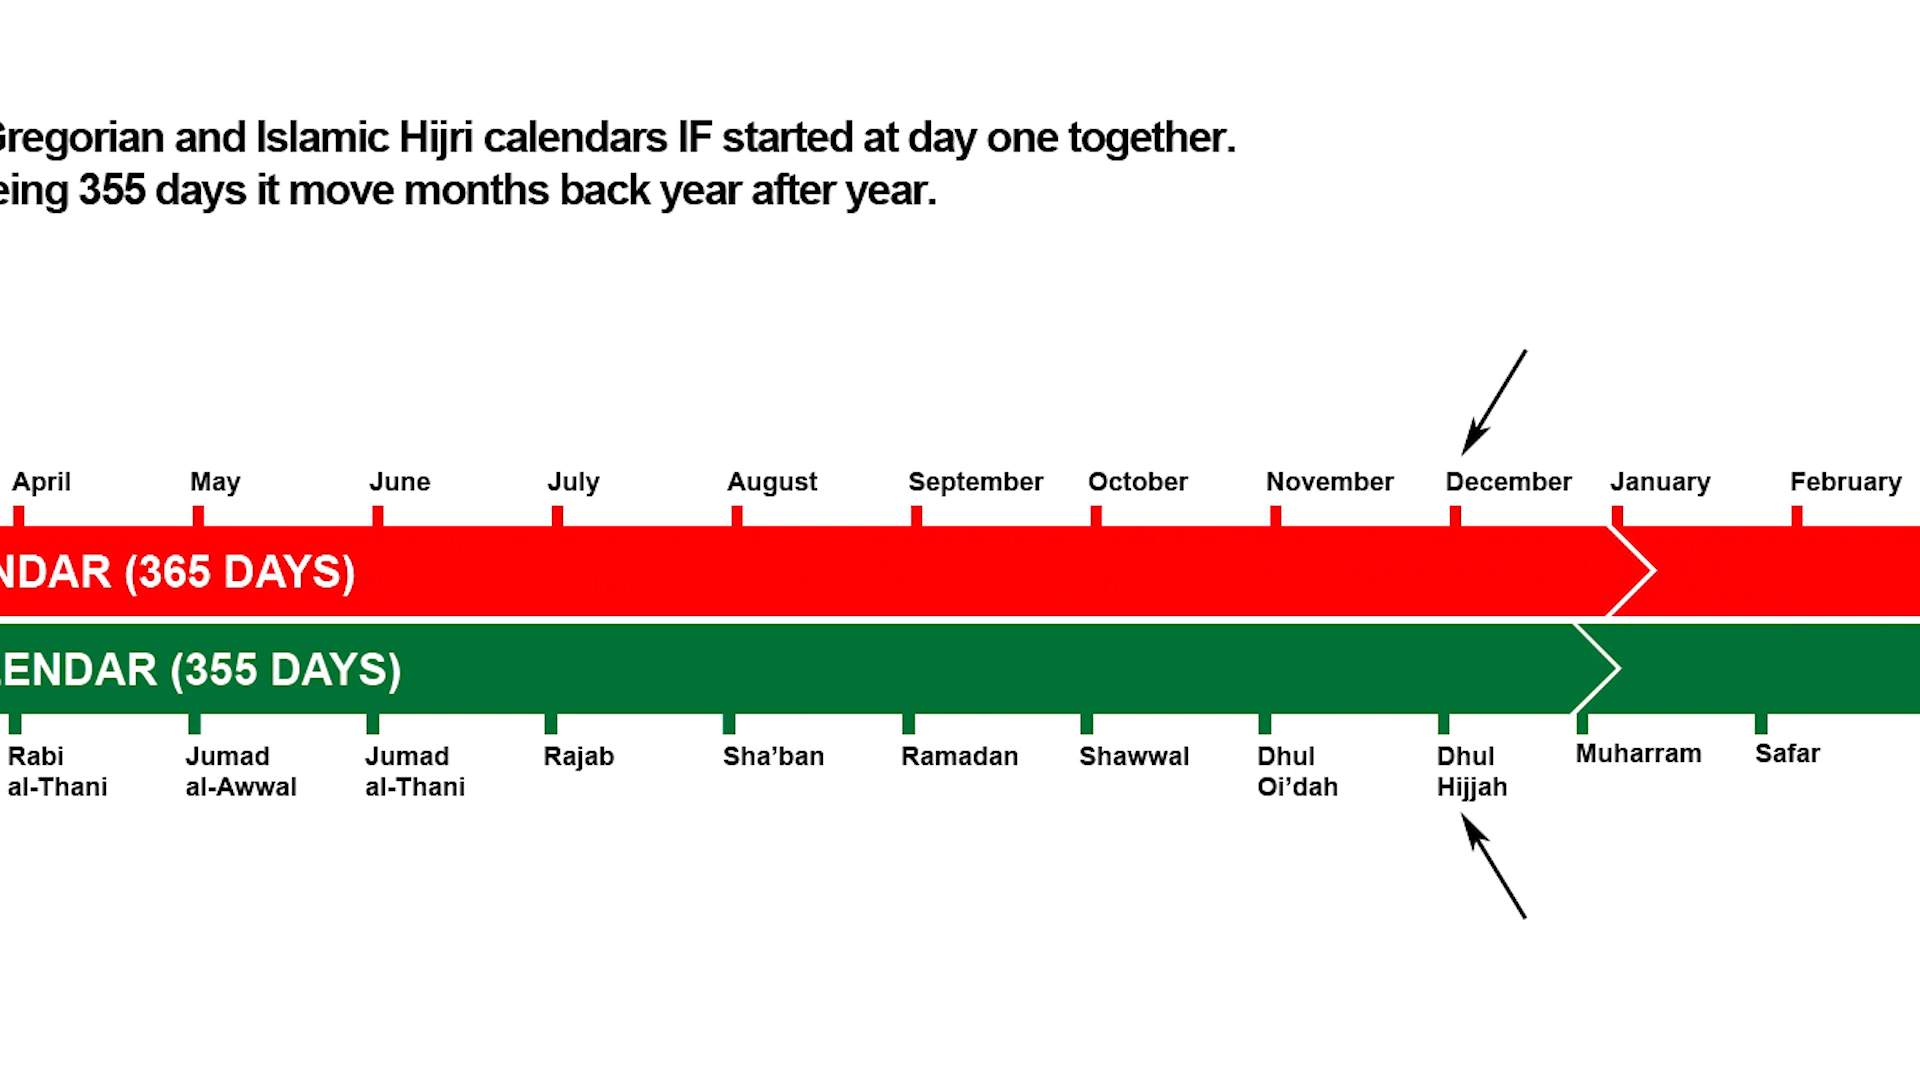 Gregorian and Islamic Hijri calendars IF started at day one together.
eing 355 days it move months back year after year.
April May June July August September October November December January February
NDAR (365 DAYS)
LENDAR (355 DAYS)
Rabi al-Thani
Jumad al-Awwal
Jumad al-Thani
Rajab
Sha’ban
Ramadan
Shawwal
Dhul Oi’dah
Dhul Hijjah
Muharram
Safar